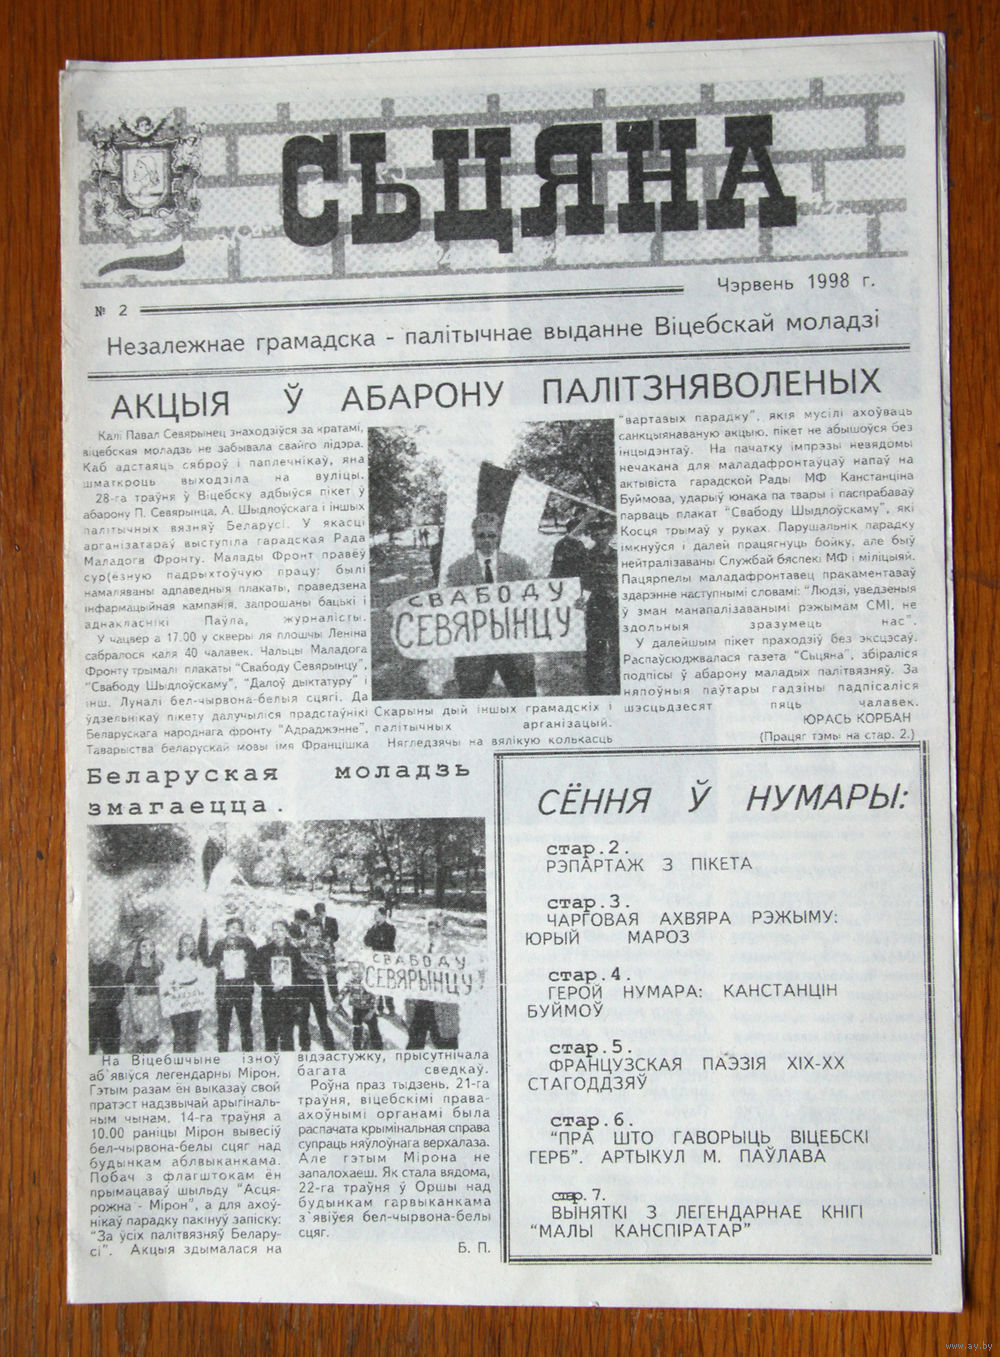 СЬЦЯНА
№ 2
Чэрвень 1998 г.
Незалежнае грамадска - палітычнае выданне Віцебскай моладзі
АКЦЫЯ Ў АБАРОНУ ПАЛІТЗНЯВОЛЕНЫХ
Калі Павал Севярынец знаходзіўся за кратамі,
віцебская моладзь не забывала свайго лідэра.
Каб адстаяць сяброў і паплечнікаў, яна
шматкроць выходзіла на вуліцы.
28-га траўня ў Віцебску адбыўся пікет ў
абарону П. Севярынца, А. Шыдлоўскага і іншых
палітычных вязняў Беларусі. У якасці
арганізатараў выступіла гарадская Рада
Маладога Фронту. Малады Фронт правёў
сур(езную падрыхтоўчую працу: былі
намаляваны адпаведныя плакаты, праведзена
інфармацыйная кампанія, запрошаны бацькі і
аднакласнікі Паўла, журналісты.
У чацвер а 17.00 у скверы ля плошчы Леніна
сабралося каля 40 чалавек. Чальцы Маладога
Фронту трымалі плакаты "Свабоду Севярынцу",
"Свабоду Шыдлоўскаму", "Далоў дыктатуру" і
інш. Луналі бел-чырвона-белыя сцягі. Да
ўдзельнікаў пікету далучыліся прадстаўнікі
Беларускага народнага фронту "Адраджэнне",
Таварыства беларускай мовы імя Францішка
СВАБОДУ
СЕВЯРЫНЦУ
Скарыны дый іншых грамадскіх і
палітычных арганізацый.
Нягледзячы на вялікую колькасць
"вартавых парадку", якія мусілі ахоўваць
санкцыянаваную акцыю, пікет не абышоўся без
інцыдэнтаў. На пачатку імпрэзы невядомы
нечакана для маладафронтаўцаў напаў на
актывіста гарадской Рады МФ Канстанціна
Буймова, ударыў юнака па твары і паспрабаваў
парваць плакат "Свабоду Шыдлоўскаму", які
Косця трымаў у руках. Парушальнік парадку
імкнуўся і далей працягнуць бойку, але быў
нейтралізаваны Службай бяспекі МФ і міліцыяй.
Пацярпелы маладафронтавец пракаментаваў
здарэнне наступнымі словамі: "Людзі, уведзеныя
ў зман манапалізаванымі рэжымам СМІ, не
здольныя зразумець нас".
У далейшым пікет праходзіў без эксцэсаў.
Распаўсюджвалася газета "Сьцяна", збіраліся
подпісы ў абарону маладых палітвязняў. За
няпоўныя паўтары гадзіны падпісаліся
шэсцьдзесят пяць чалавек.
ЮРАСЬ КОРБАН
(Працяг тэмы на стар. 2.)
Беларуская моладзь
змагаецца.
СВАБОДУ
СЕВЯРЫНЦУ!
На Віцебшчыне ізноў
аб`явіўся легендарны Мірон.
Гэтым разам ён выказаў свой
пратэст надзвычай арыгіналь-
ным чынам. 14-га траўня а
10.00 раніцы Мірон вывесіў
бел-чырвона-белы сцяг над
будынкам аблвыканкама.
Побач з флагштокам ён
прымацаваў шыльду "Асця-
рожна - Мірон", а для ахоў-
нікаў парадку пакінуў запіску:
"За ўсіх палітвязняў Белару-
сі". Акцыя здымалася на
відэастужку, прысутнічала
багата сведкаў.
Роўна праз тыдзень, 21-га
траўня, віцебскімі права-
ахоўнымі органамі была
распачата крымінальная справа
супраць няўлоўнага верхалаза.
Але гэтым Мірона не
запалохаеш. Як стала вядома,
22-га траўня ў Оршы над
будынкам гарвыканкама
з`явіўся бел-чырвона-белы
сцяг.
Б. П.
СЁННЯ Ў НУМАРЫ:
стар.2.
РЭПАРТАЖ З ПІКЕТА
стар.3.
ЧАРГОВАЯ АХВЯРА РЭЖЫМУ:
ЮРЫЙ МАРОЗ
стар.4.
ГЕРОЙ НУМАРА: КАНСТАНЦІН
БУЙМОЎ
стар.5.
ФРАНЦУЗСКАЯ ПАЭЗІЯ XIX-XX
СТАГОДДЗЯЎ
стар.6.
"ПРА ШТО ГАВОРЫЦЬ ВІЦЕБСКІ
ГЕРБ". АРТЫКУЛ М. ПАЎЛАВА
стар.7.
ВЫНЯТКІ З ЛЕГЕНДАРНАЕ КНІГІ
"МАЛЫ КАНСПІРАТАР"
www.ay.by